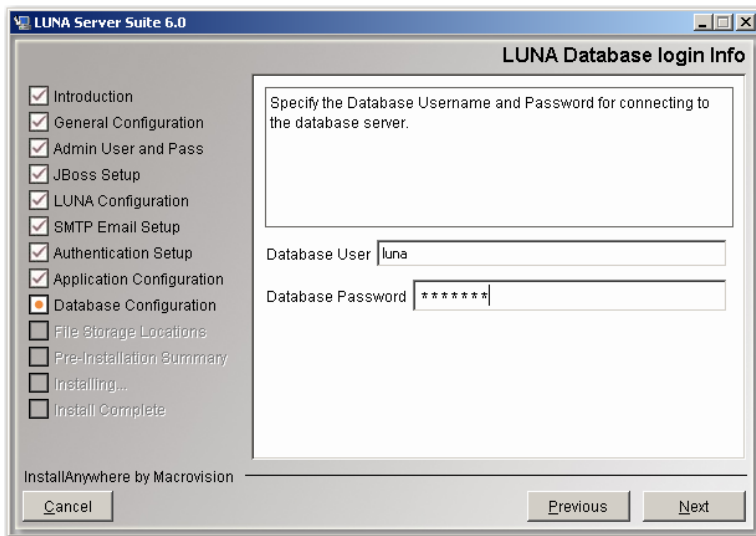 LUNA Server Suite 6.0
LUNA Database login Info
Introduction
General Configuration
Admin User and Pass
JBoss Setup
LUNA Configuration
SMTP Email Setup
Authentication Setup
Application Configuration
Database Configuration
File Storage Locations
Pre-Installation Summary
Installing...
Install Complete
Specify the Database Username and Password for connecting to
the database server.
Database User luna
Database Password *******
InstallAnywhere by Macrovision
Cancel
Previous
Next